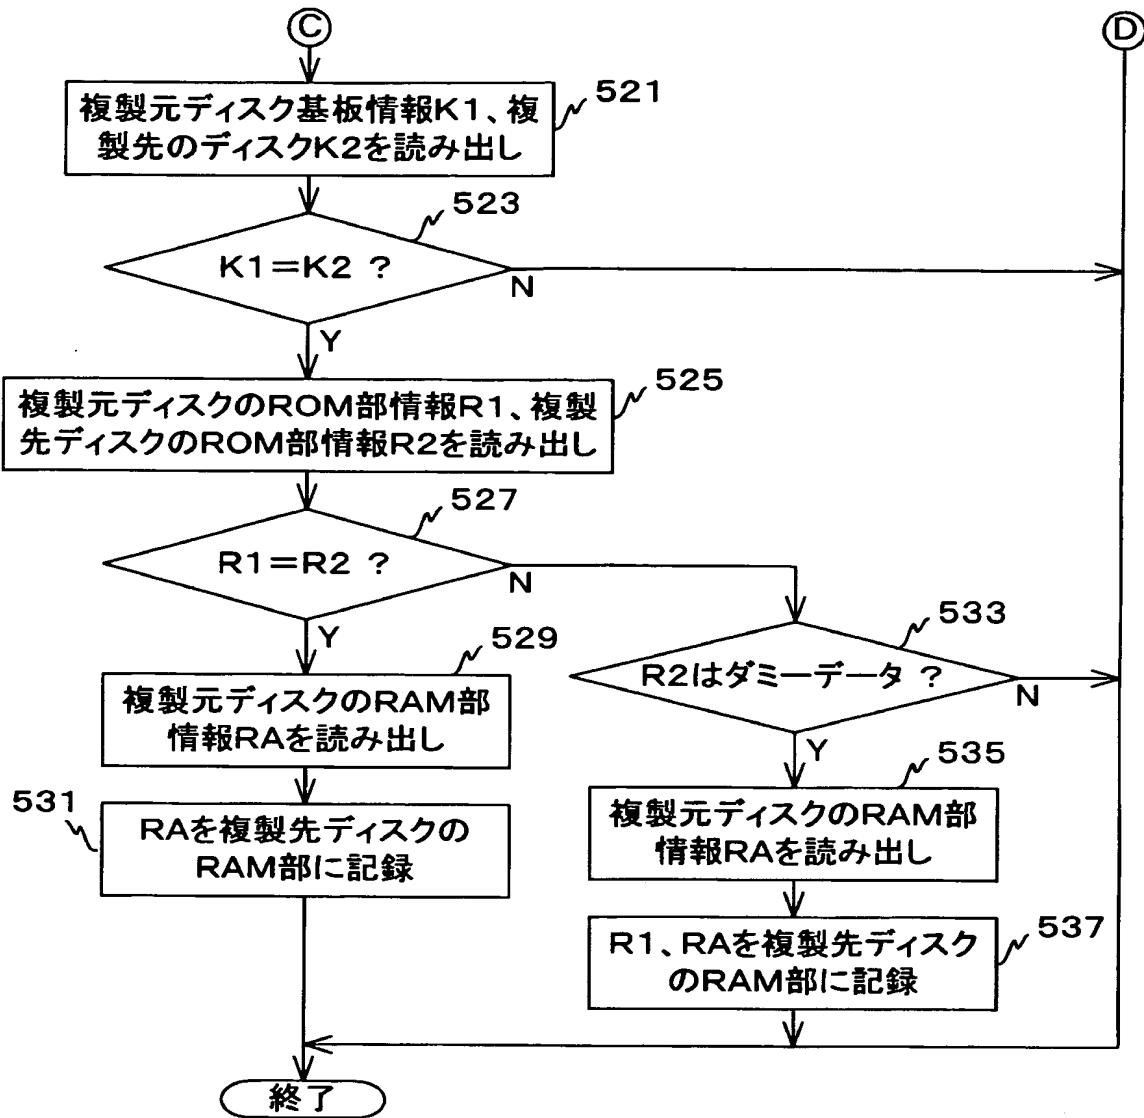 C
D
複製元ディスク基板情報K1、複
製先のディスクK2を読み出し
521
523
K1=K2 ?
N
Y
525
複製元ディスクのROM部情報R1、複製
先ディスクのROM部情報R2を読み出し
527
R1=R2 ?
N
Y
533
R2はダミーデータ ?
N
Y
529
複製元ディスクのRAM部
情報RAを読み出し
531
RAを複製先ディスクの
RAM部に記録
535
複製元ディスクのRAM部
情報RAを読み出し
537
R1、RAを複製先ディスク
のRAM部に記録
終了